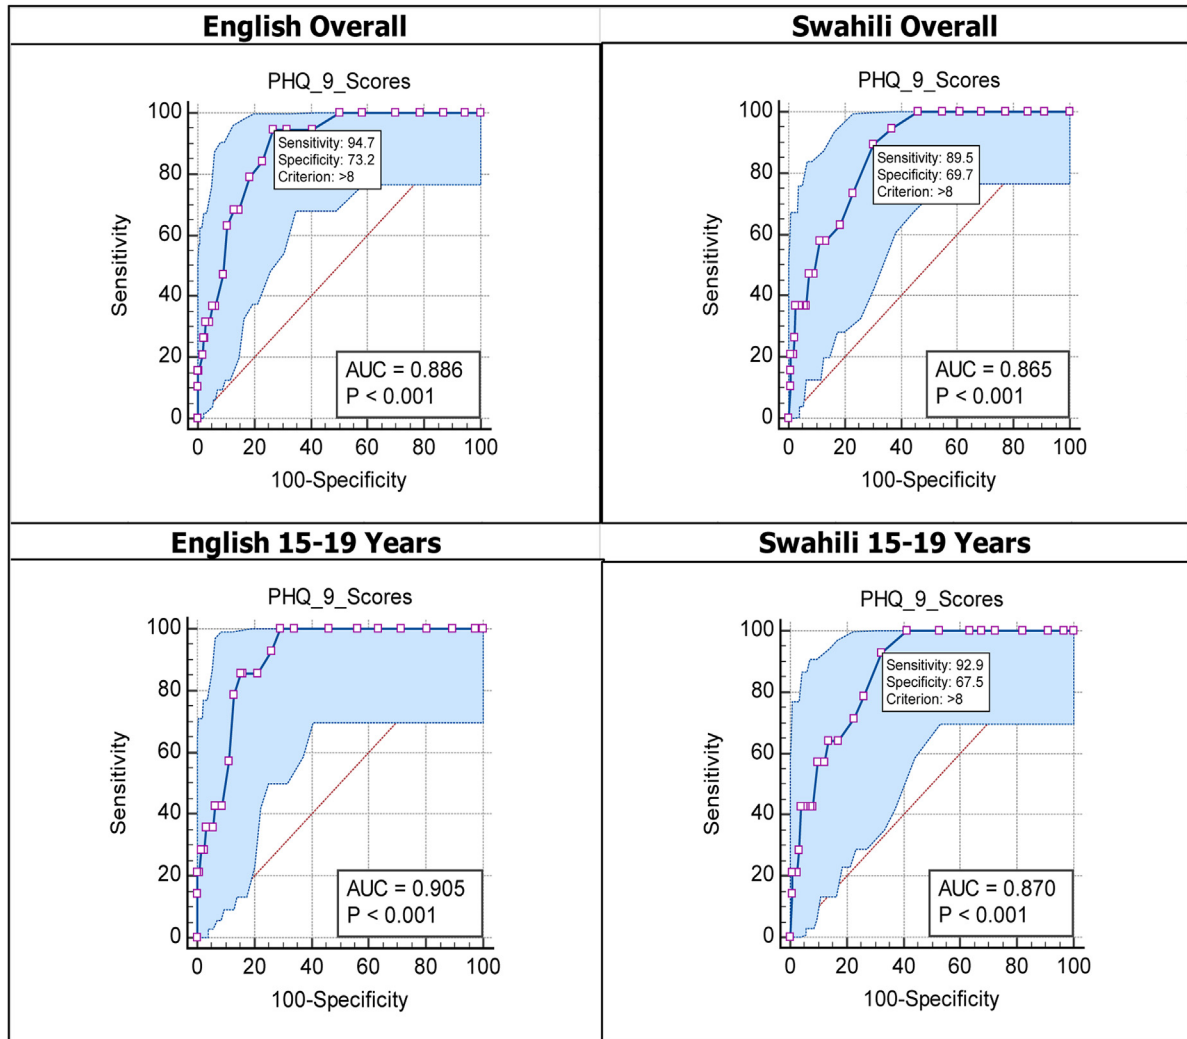 English Overall
PHQ_9_Scores
100
80
60
40
20
0
Sensitivity
Sensitivity: 94.7
Specificity: 73.2
Criterion: >8
AUC = 0.886
P < 0.001
0 20 40 60 80 100
100-Specificity
Swahili Overall
PHQ_9_Scores
100
80
60
40
20
0
Sensitivity
Sensitivity: 89.5
Specificity: 69.7
Criterion: >8
AUC = 0.865
P < 0.001
0 20 40 60 80 100
100-Specificity
English 15-19 Years
PHQ_9_Scores
100
80
60
40
20
0
Sensitivity
AUC = 0.905
P < 0.001
0 20 40 60 80 100
100-Specificity
Swahili 15-19 Years
PHQ_9_Scores
100
80
60
40
20
0
Sensitivity
Sensitivity: 92.9
Specificity: 67.5
Criterion: >8
AUC = 0.870
P < 0.001
0 20 40 60 80 100
100-Specificity